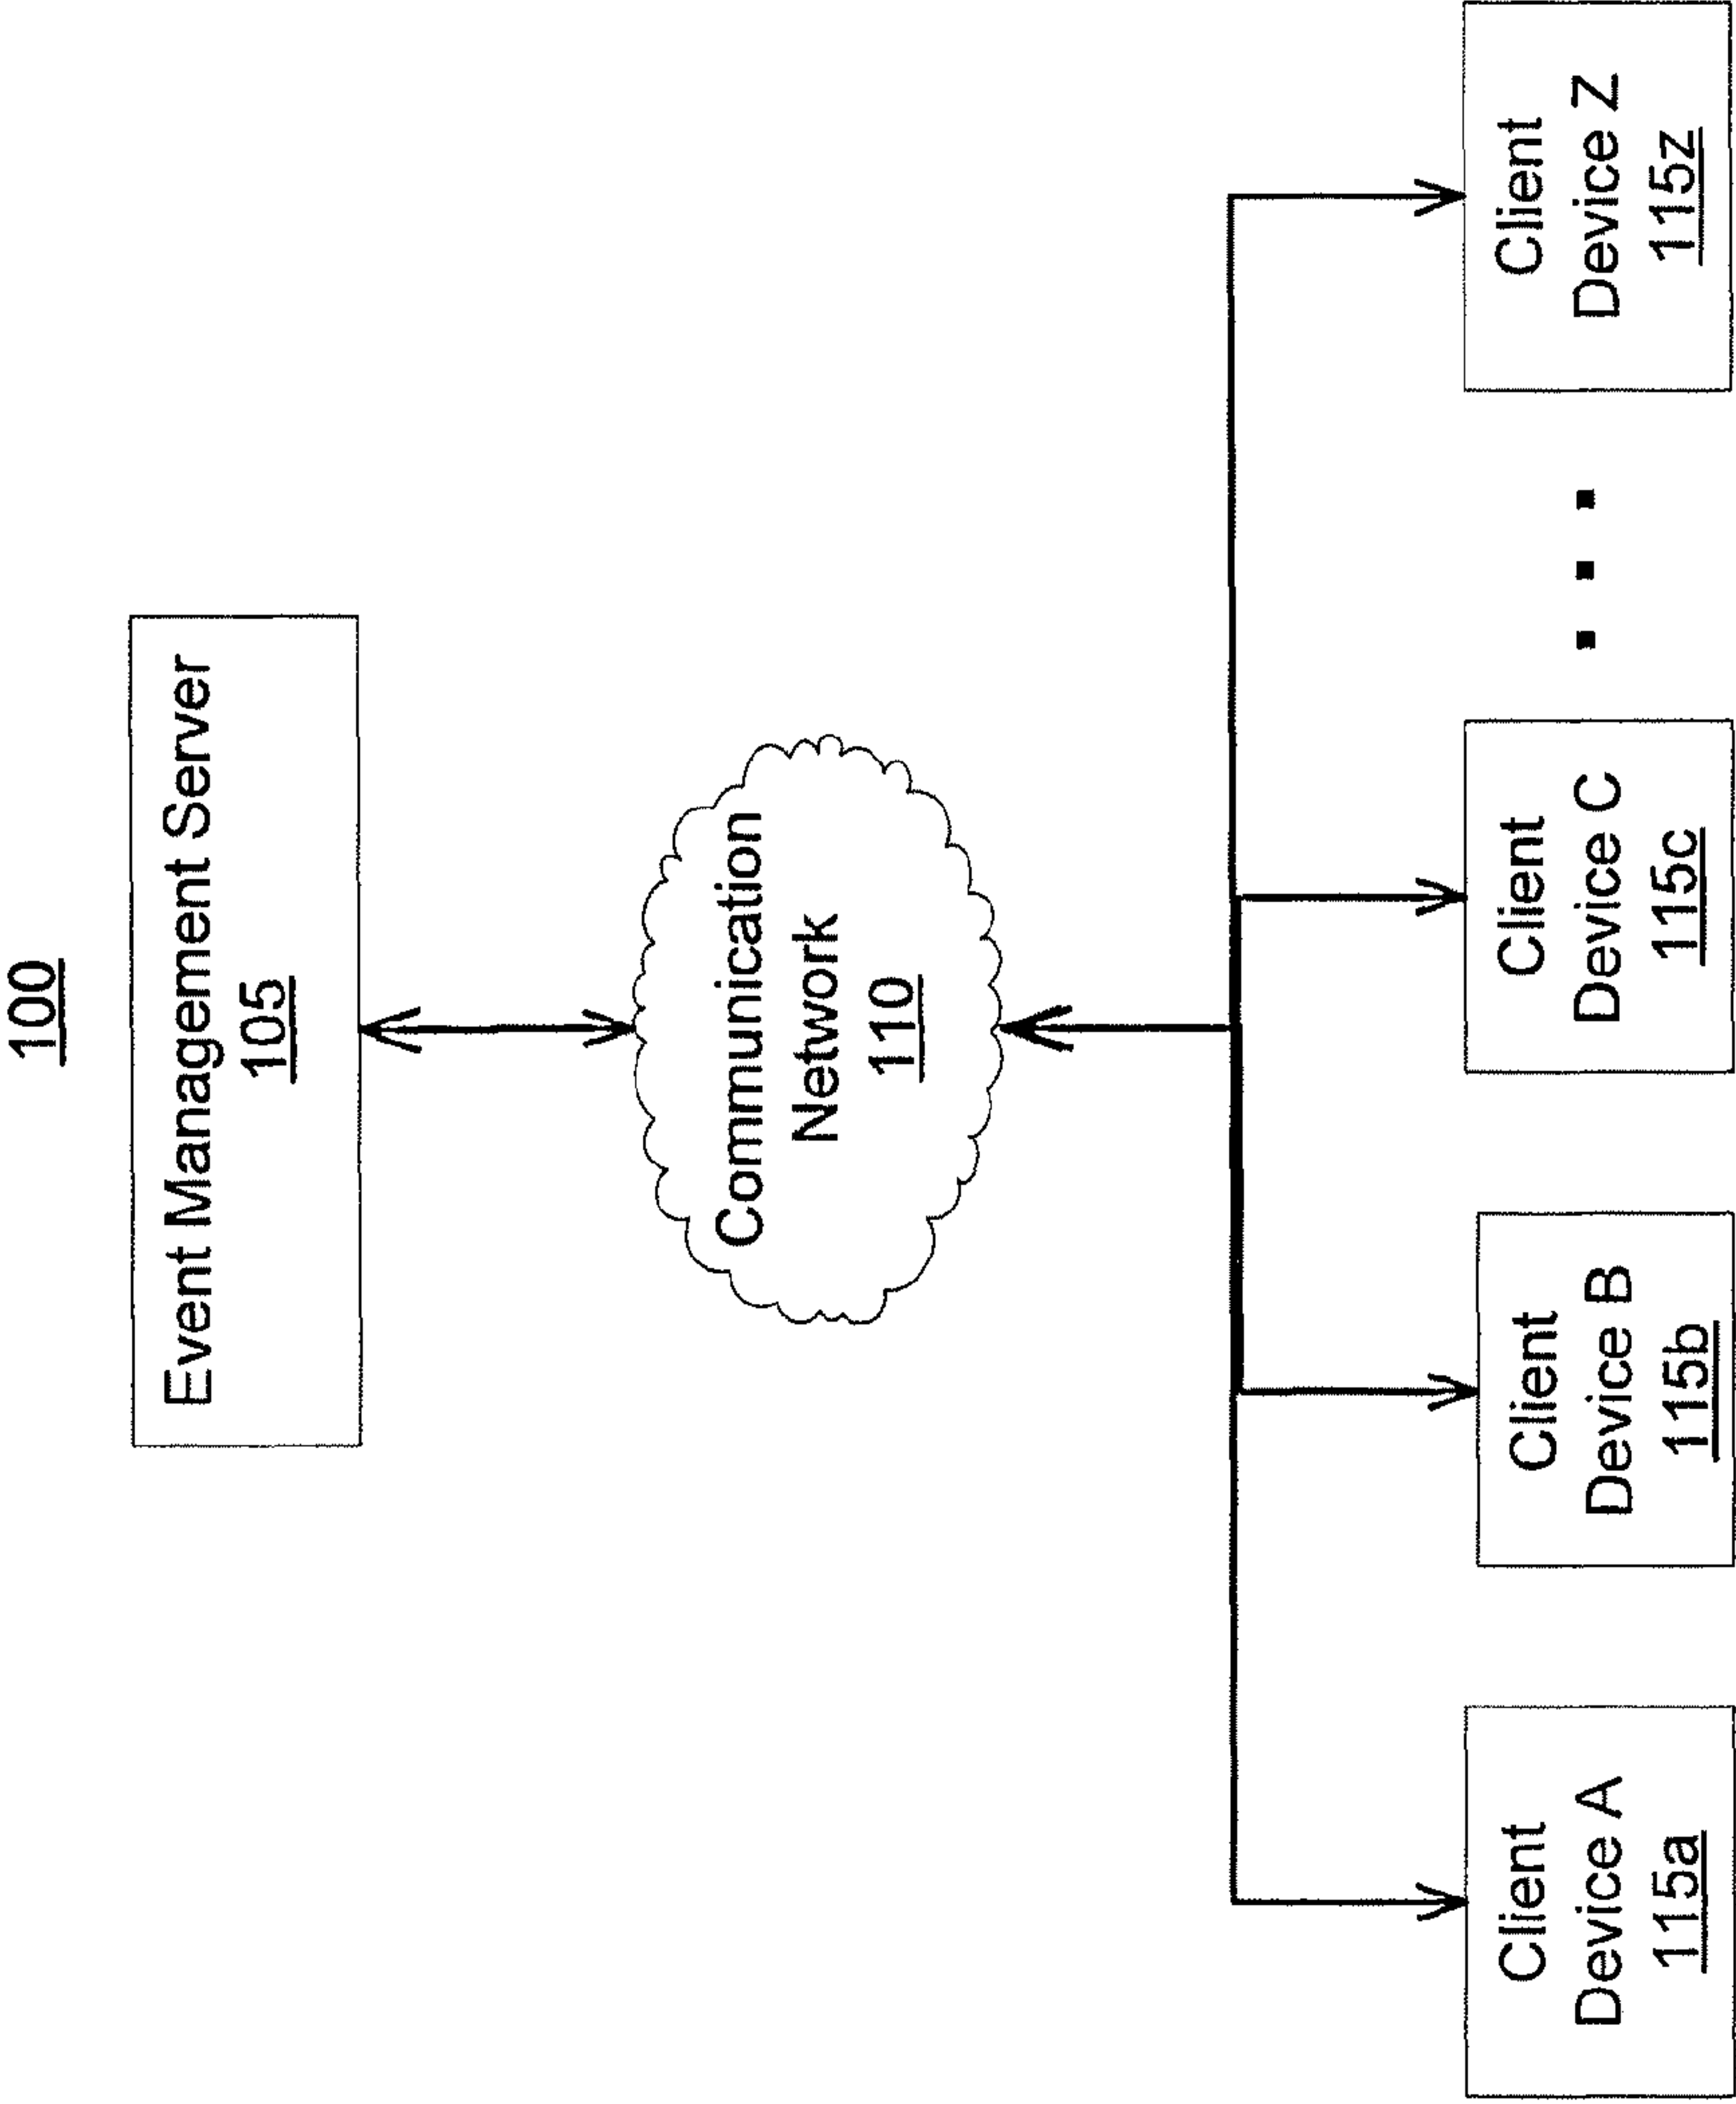 100
Event Management Server
105
Communication
Network
110
Client
Device A
115a
Client
Device B
115b
Client
Device C
115c
Client
Device Z
115z